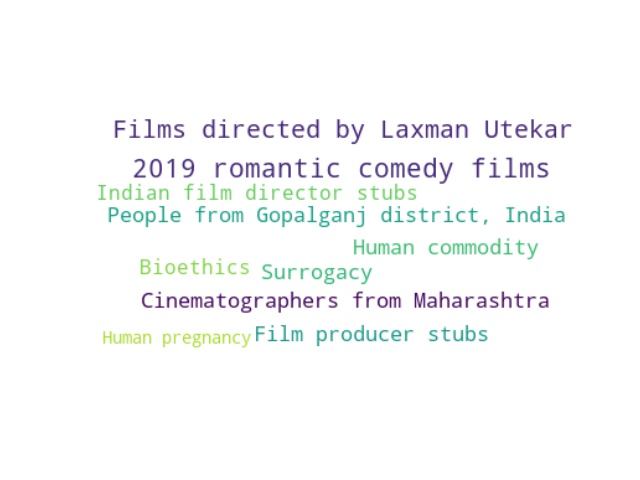 Films directed by Laxman Utekar
2019 romantic comedy films
Indian film director stubs
People from Gopalganj district, India
Human commodity
Bioethics
Surrogacy
Cinematographers from Maharashtra
Human pregnancy
Film producer stubs